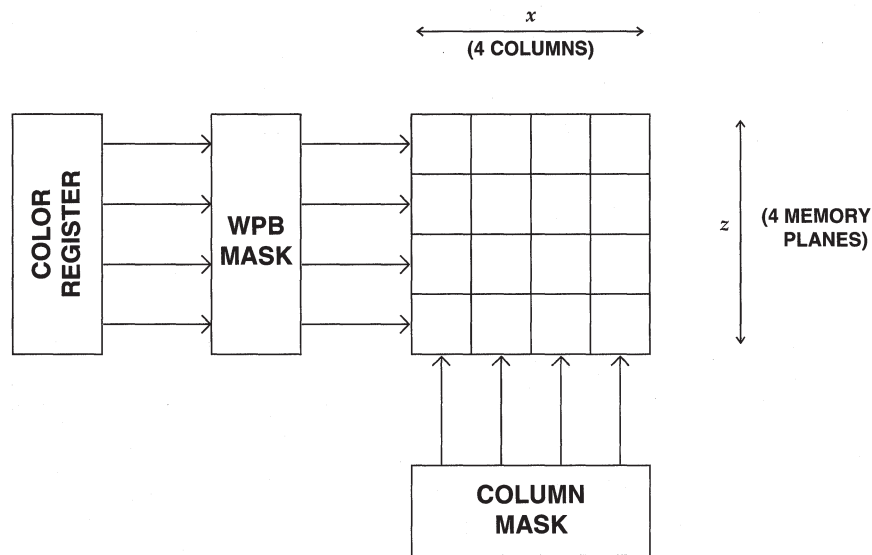 x
(4 COLUMNS)
COLOR
REGISTER
WPB
MASK
z
(4 MEMORY
PLANES)
COLUMN
MASK